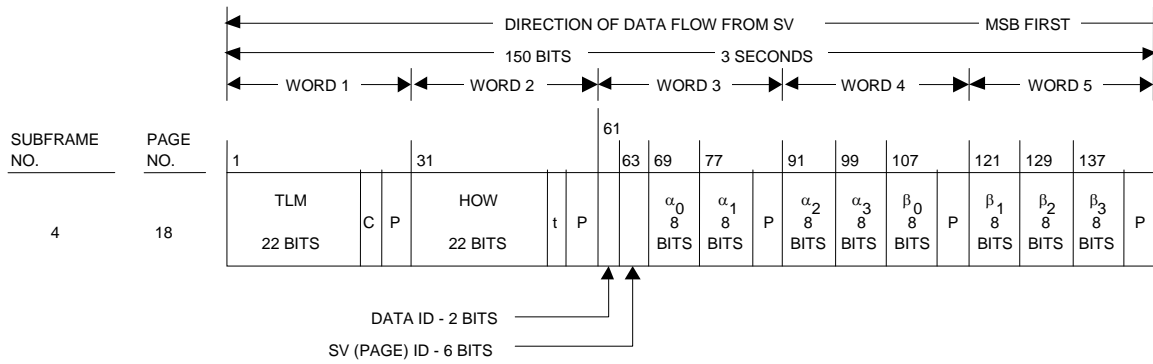 DIRECTION OF DATA FLOW FROM SV MSB FIRST
150 BITS 3 SECONDS
WORD 1 WORD 2 WORD 3 WORD 4 WORD 5
SUBFRAME NO.
PAGE NO.
61
1 31 63 69 77 91 99 107 121 129 137
4
18
TLM
22 BITS
C
P
HOW
22 BITS
t
P
α0
8
BITS
α1
8
BITS
P
α2
8
BITS
α3
8
BITS
β0
8
BITS
P
β1
8
BITS
β2
8
BITS
β3
8
BITS
P
DATA ID - 2 BITS
SV (PAGE) ID - 6 BITS